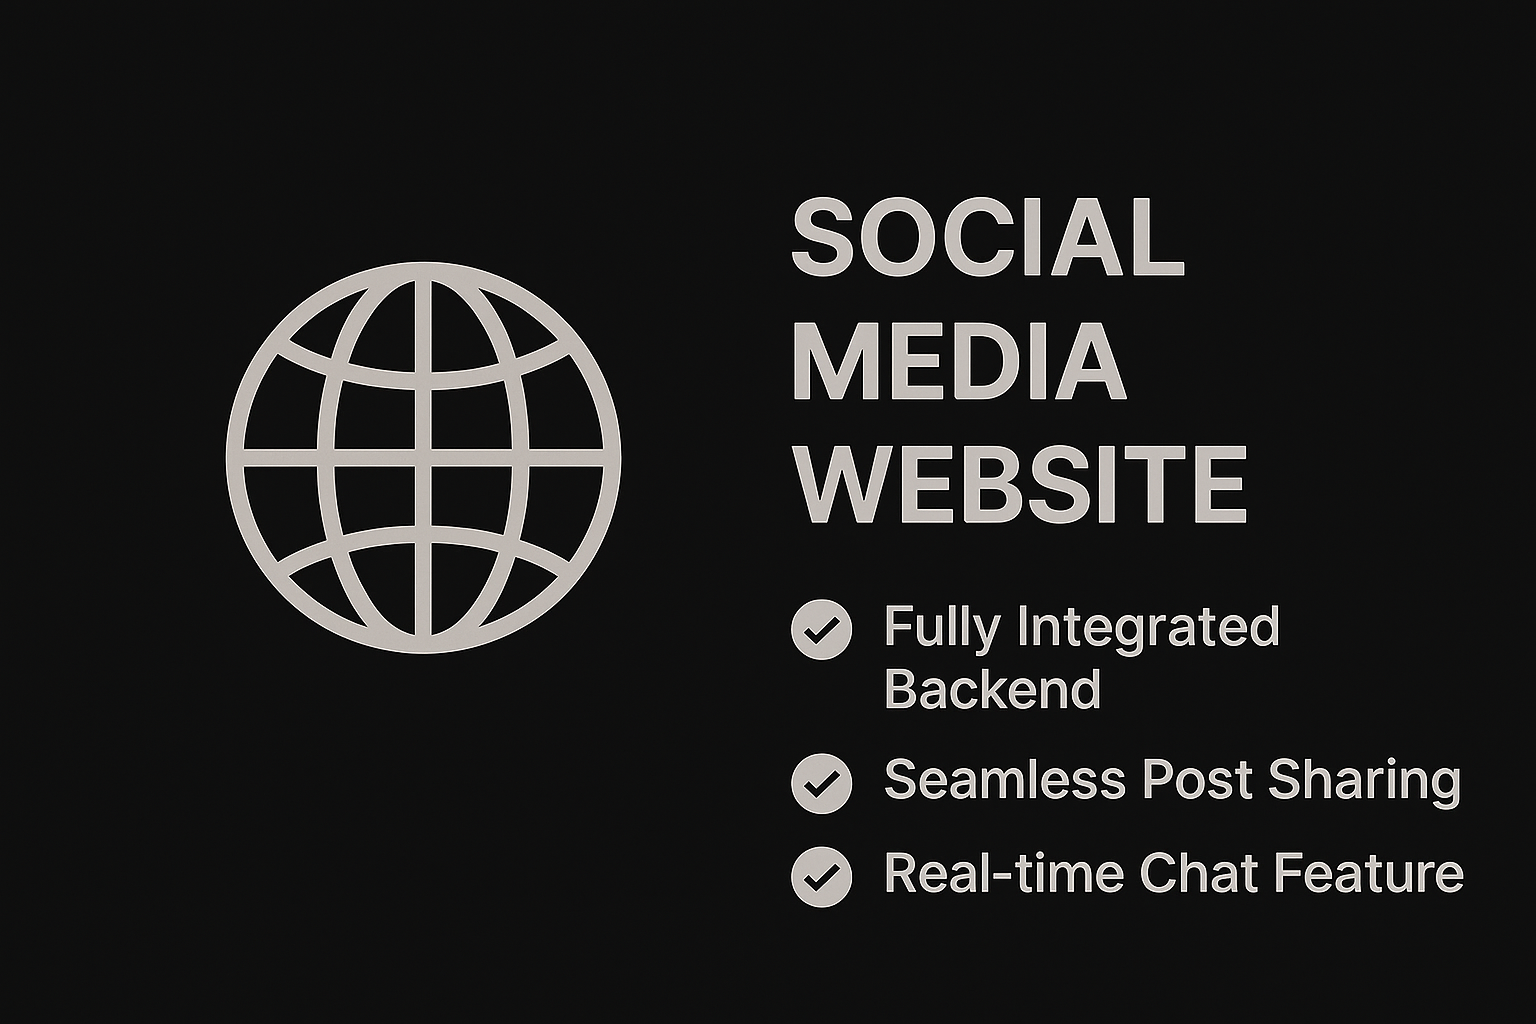 SOCIAL
MEDIA
WEBSITE
Fully Integrated
Backend
Seamless Post Sharing
Real-time Chat Feature